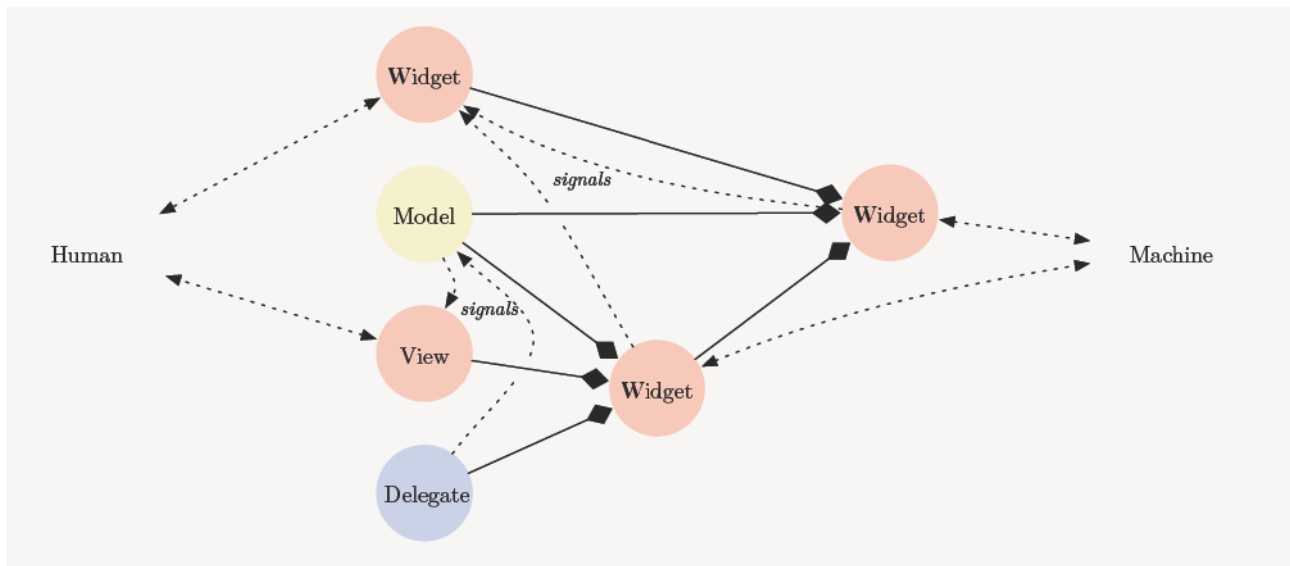 Widget
signals
Model
Widget
Human
Machine
signals
View
Widget
Delegate